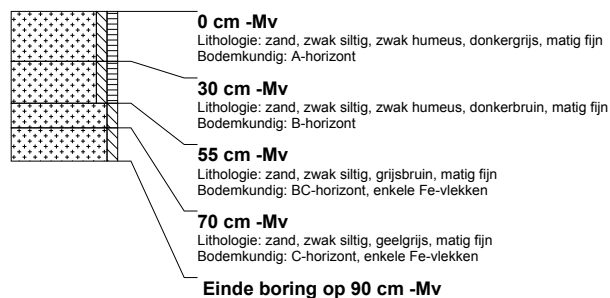 0 cm -Mv
Lithologie: zand, zwak siltig, zwak humeus, donkergrijs, matig fijn
Bodemkundig: A-horizont
30 cm -Mv
Lithologie: zand, zwak siltig, zwak humeus, donkerbruin, matig fijn
Bodemkundig: B-horizont
55 cm -Mv
Lithologie: zand, zwak siltig, grijsbruin, matig fijn
Bodemkundig: BC-horizont, enkele Fe-vlekken
70 cm -Mv
Lithologie: zand, zwak siltig, geelgrijs, matig fijn
Bodemkundig: C-horizont, enkele Fe-vlekken
Einde boring op 90 cm -Mv